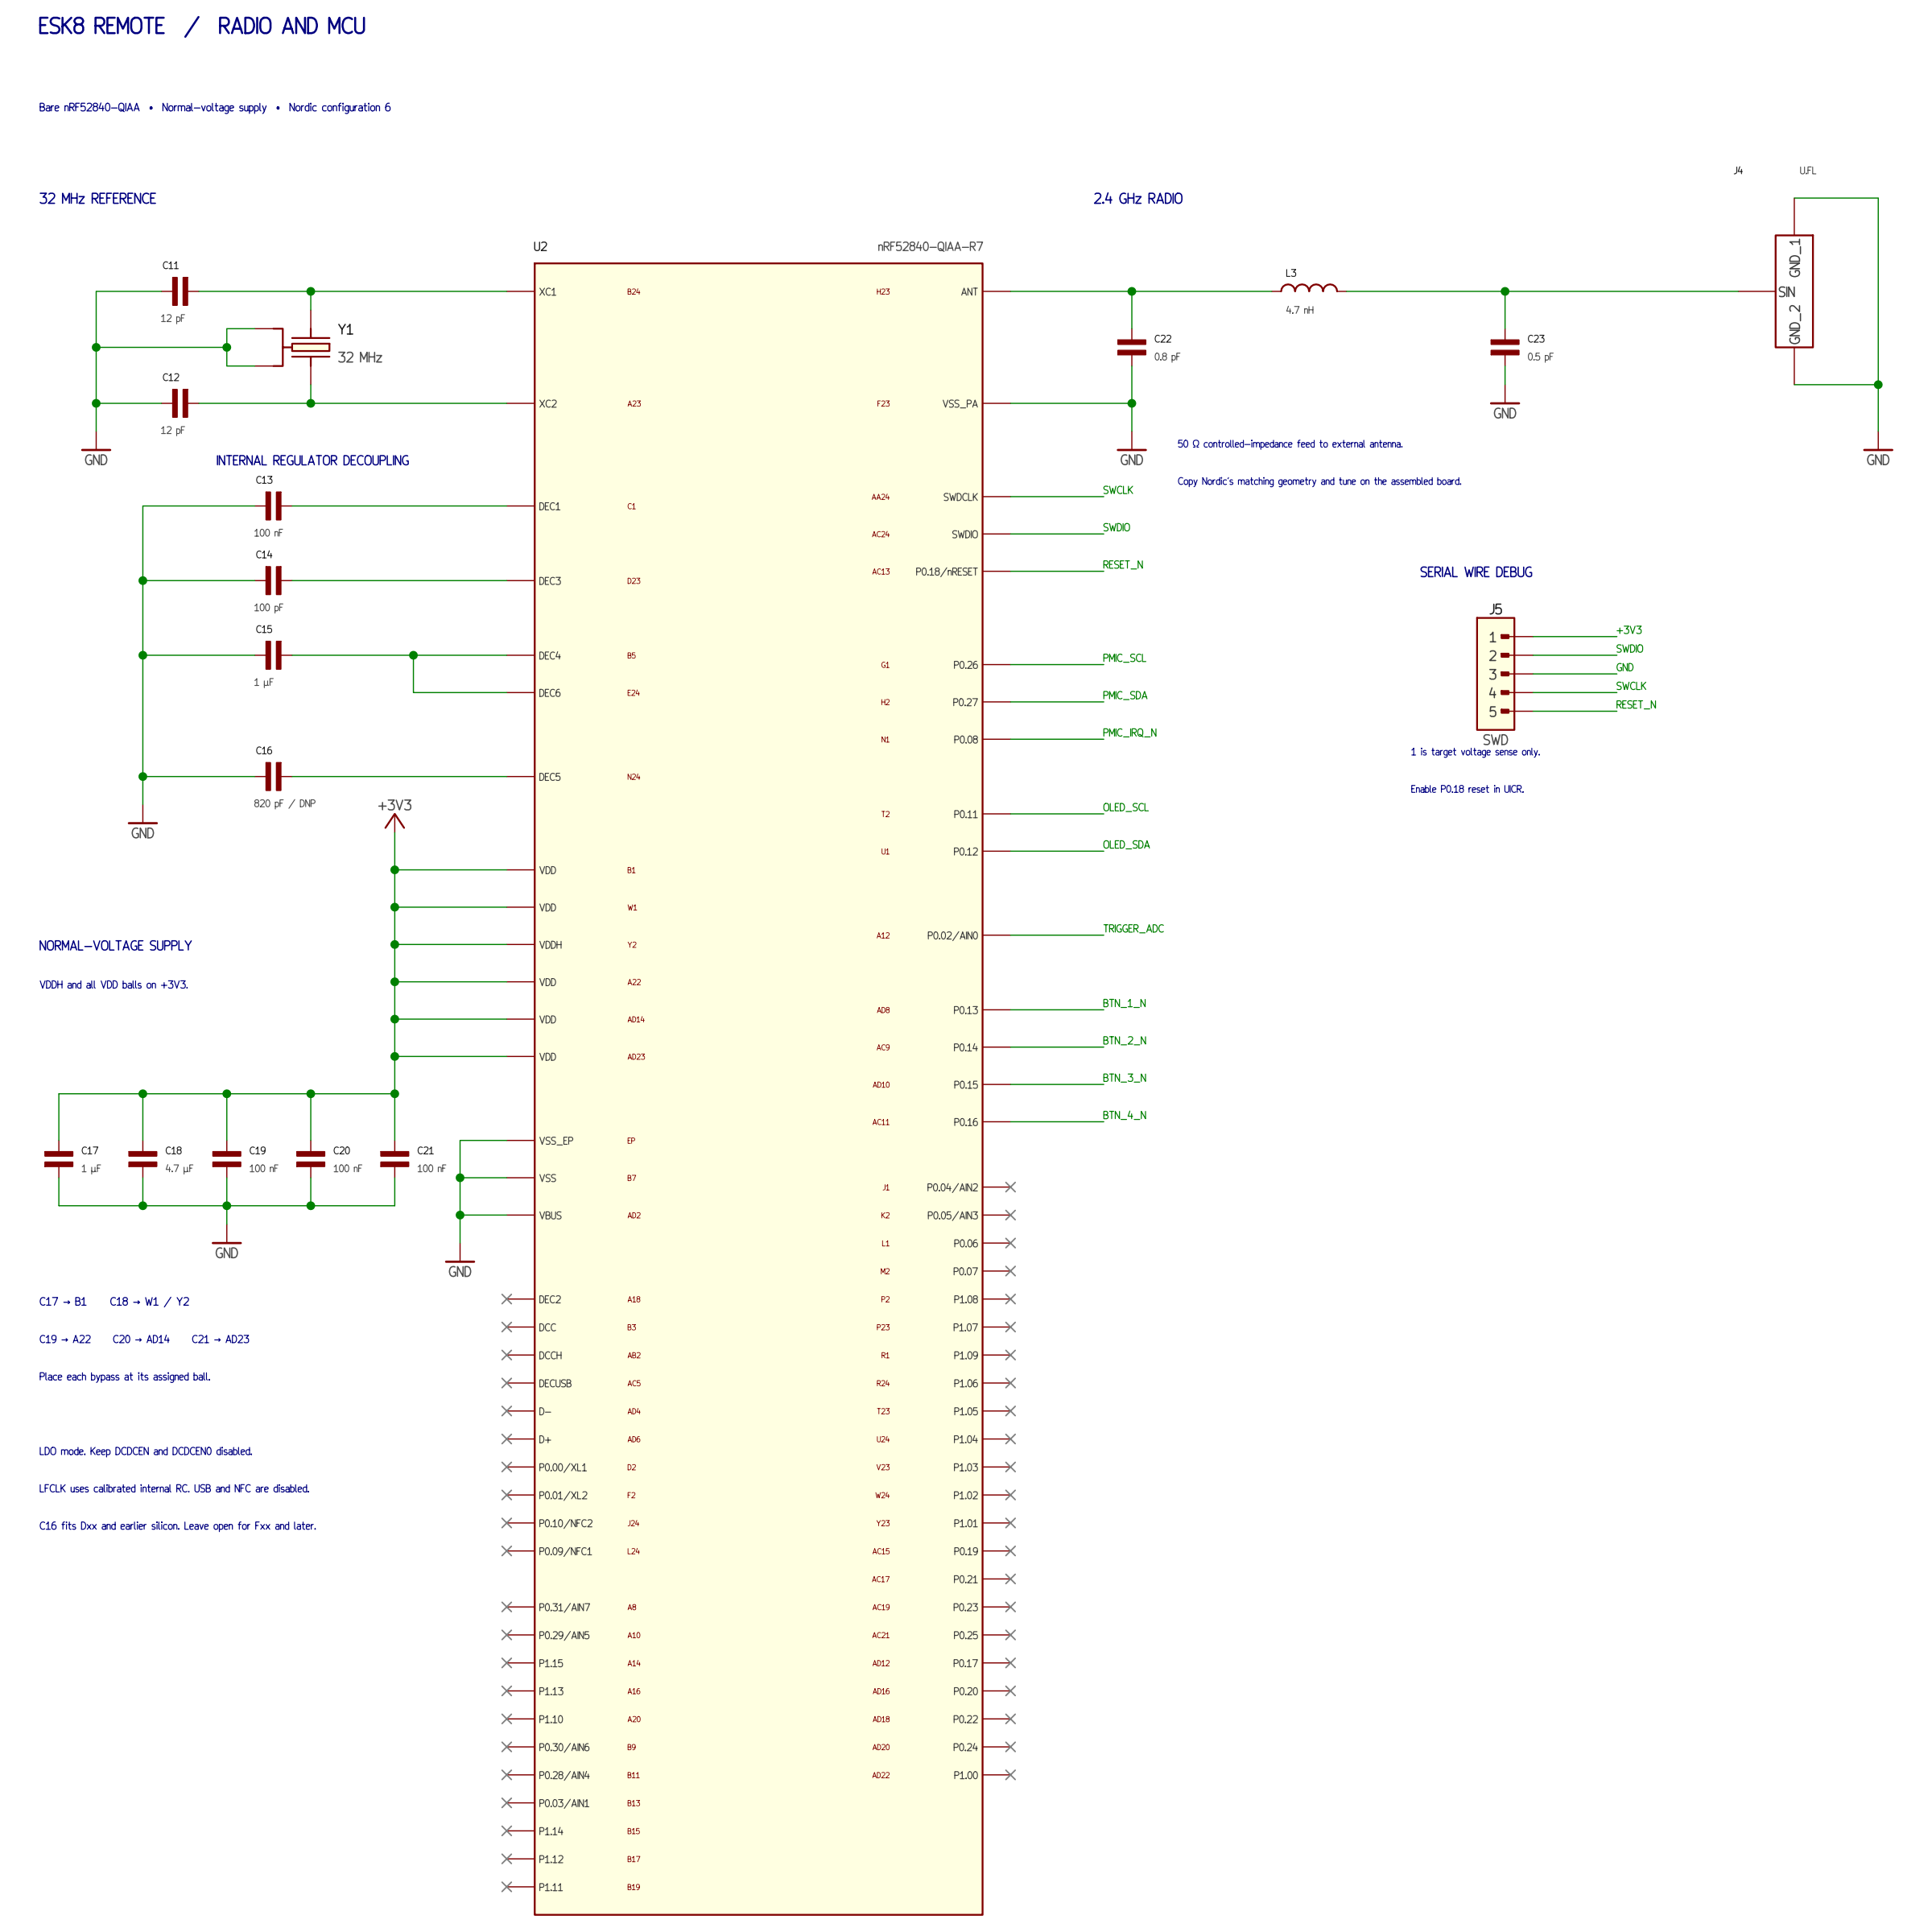 ESK8 REMOTE / RADIO AND MCU
Bare nRF52840-QIAA • Normal-voltage supply • Nordic configuration 6
32 MHz REFERENCE
2.4 GHz RADIO
J4 U.FL
U2
nRF52840-QIAA-R7
C11
12 pF
Y1
32 MHz
C12
12 pF
GND
XC1 B24
XC2 A23
H23 ANT
F23 VSS_PA
L3
4.7 nH
C22
0.8 pF
GND
C23
0.5 pF
GND
GND_1
SIN
GND_2
GND
50 Ω controlled-impedance feed to external antenna.
Copy Nordic's matching geometry and tune on the assembled board.
INTERNAL REGULATOR DECOUPLING
C13
100 nF
C14
100 pF
C15
1 µF
C16
820 pF / DNP
GND
DEC1 C1
DEC3 D23
DEC4 B5
DEC6 E24
DEC5 N24
AA24 SWDCLK SWCLK
AC24 SWDIO SWDIO
AC13 P0.18/nRESET RESET_N
G1 P0.26 PMIC_SCL
H2 P0.27 PMIC_SDA
N1 P0.08 PMIC_IRQ_N
T2 P0.11 OLED_SCL
U1 P0.12 OLED_SDA
A12 P0.02/AIN0 TRIGGER_ADC
AD8 P0.13 BTN_1_N
AC9 P0.14 BTN_2_N
AD10 P0.15 BTN_3_N
AC11 P0.16 BTN_4_N
SERIAL WIRE DEBUG
J5
1 +3V3
2 SWDIO
3 GND
4 SWCLK
5 RESET_N
SWD
1 is target voltage sense only.
Enable P0.18 reset in UICR.
+3V3
VDD B1
VDD W1
VDDH Y2
VDD A22
VDD AD14
VDD AD23
NORMAL-VOLTAGE SUPPLY
VDDH and all VDD balls on +3V3.
C17
1 µF
C18
4.7 µF
C19
100 nF
C20
100 nF
C21
100 nF
GND
VSS_EP EP
VSS B7
VBUS AD2
GND
C17 → B1 C18 → W1 / Y2
C19 → A22 C20 → AD14 C21 → AD23
Place each bypass at its assigned ball.
LDO mode. Keep DCDCEN and DCDCEN0 disabled.
LFCLK uses calibrated internal RC. USB and NFC are disabled.
C16 fits Dxx and earlier silicon. Leave open for Fxx and later.
DEC2 A18
DCC B3
DCCH AB2
DECUSB AC5
D- AD4
D+ AD6
P0.00/XL1 D2
P0.01/XL2 F2
P0.10/NFC2 J24
P0.09/NFC1 L24
P0.31/AIN7 A8
P0.29/AIN5 A10
P1.15 A14
P1.13 A16
P1.10 A20
P0.30/AIN6 B9
P0.28/AIN4 B11
P0.03/AIN1 B13
P1.14 B15
P1.12 B17
P1.11 B19
J1 P0.04/AIN2
K2 P0.05/AIN3
L1 P0.06
M2 P0.07
P2 P1.08
P23 P1.07
R1 P1.09
R24 P1.06
T23 P1.05
U24 P1.04
V23 P1.03
W24 P1.02
Y23 P1.01
AC15 P0.19
AC17 P0.21
AC19 P0.23
AC21 P0.25
AD12 P0.17
AD16 P0.20
AD18 P0.22
AD20 P0.24
AD22 P1.00